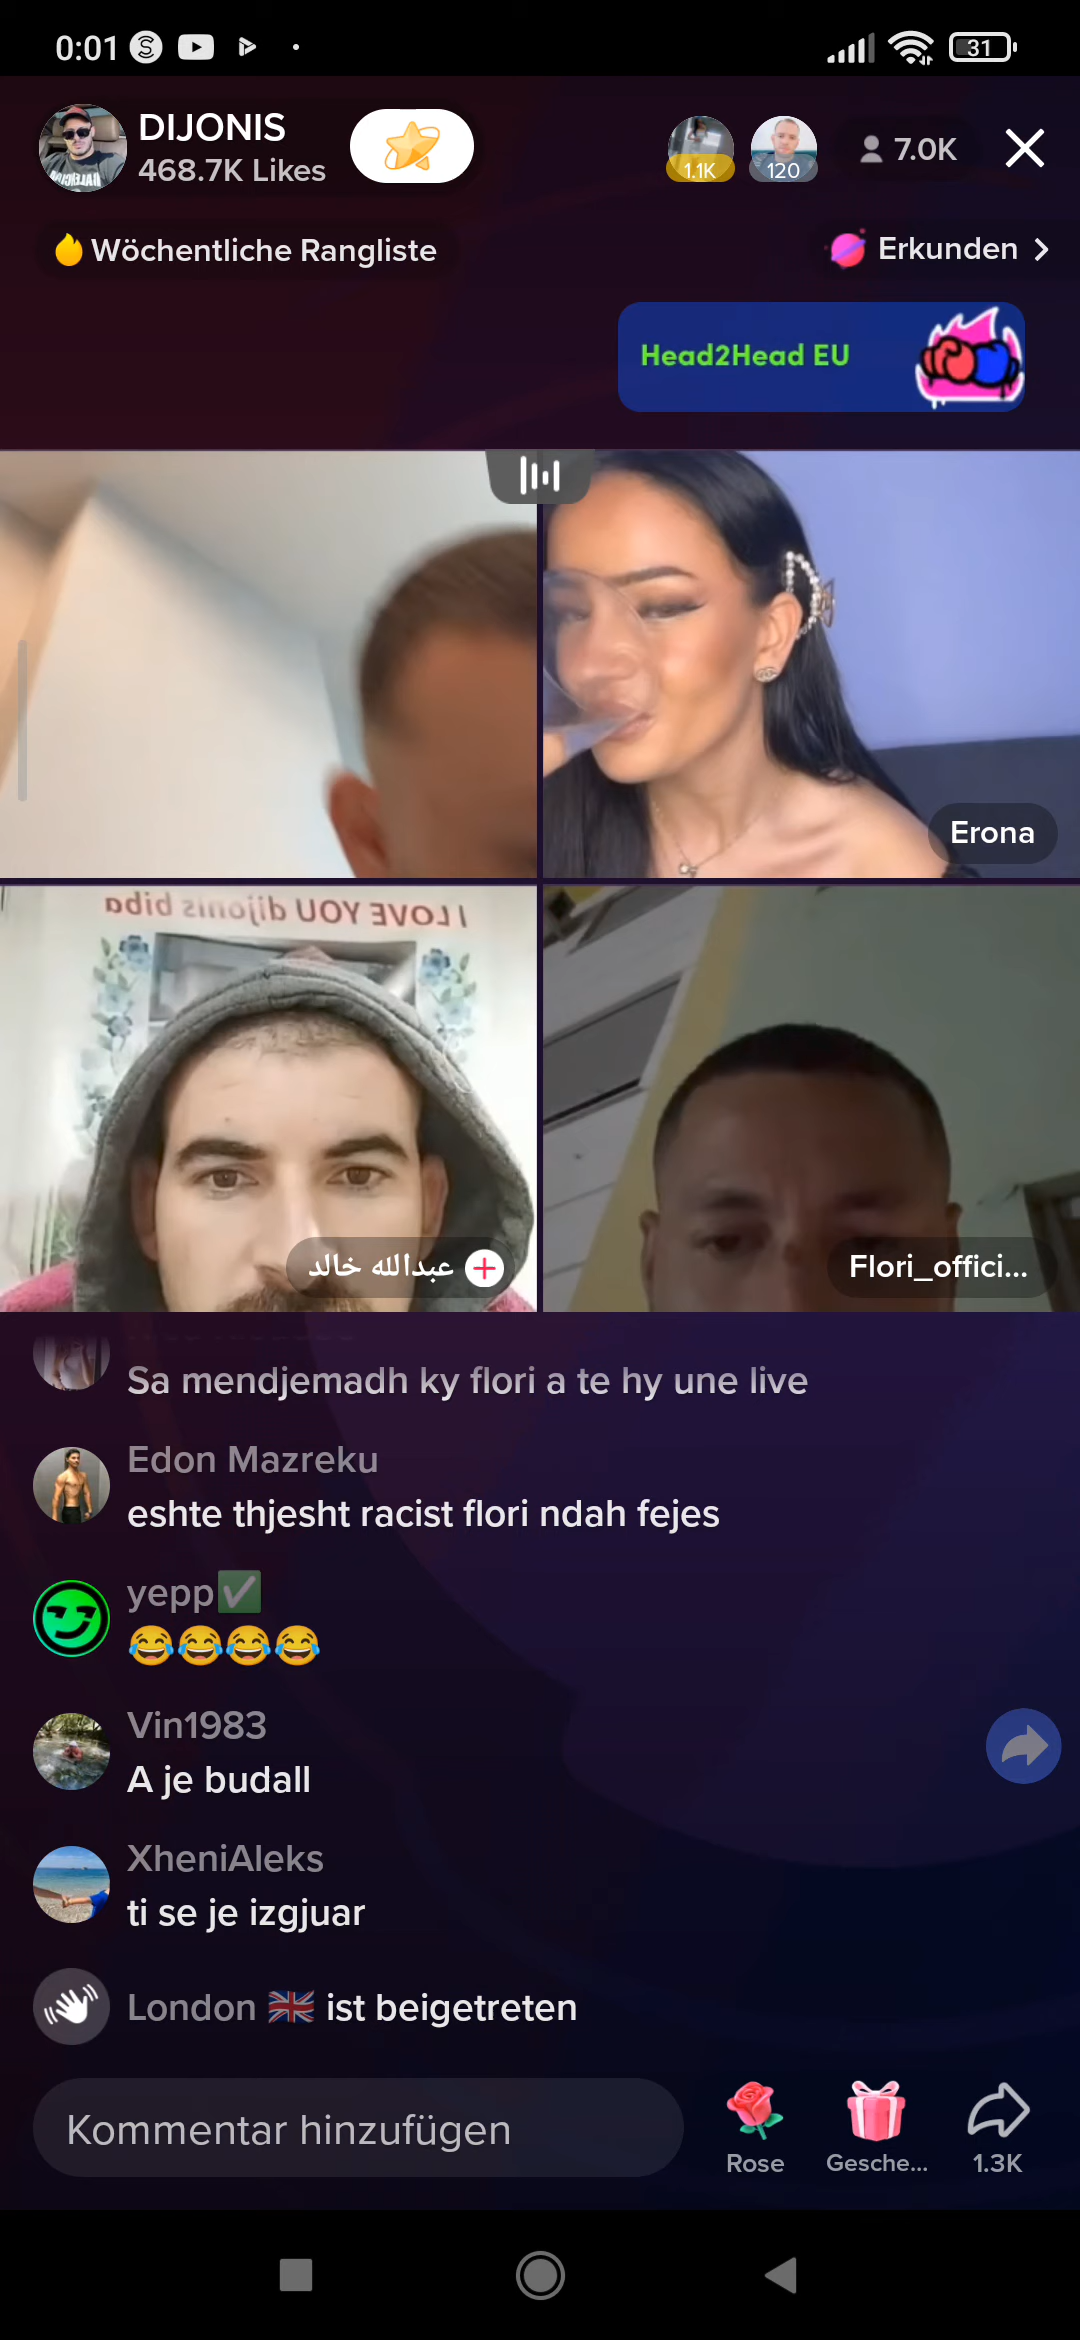 0:01
31
DIJONIS
468.7K Likes
1.1K
120
7.0K
Wöchentliche Rangliste
Erkunden
Head2Head EU
Erona
I LOVE YOU dijonis biba
عبدالله خالد
Flori_offici...
Sa mendjemadh ky flori a te hy une live
Edon Mazreku
eshte thjesht racist flori ndah fejes
yepp✅
😂😂😂😂
Vin1983
A je budall
XheniAleks
ti se je izgjuar
London 🇬🇧 ist beigetreten
Kommentar hinzufügen
Rose
Gesche...
1.3K